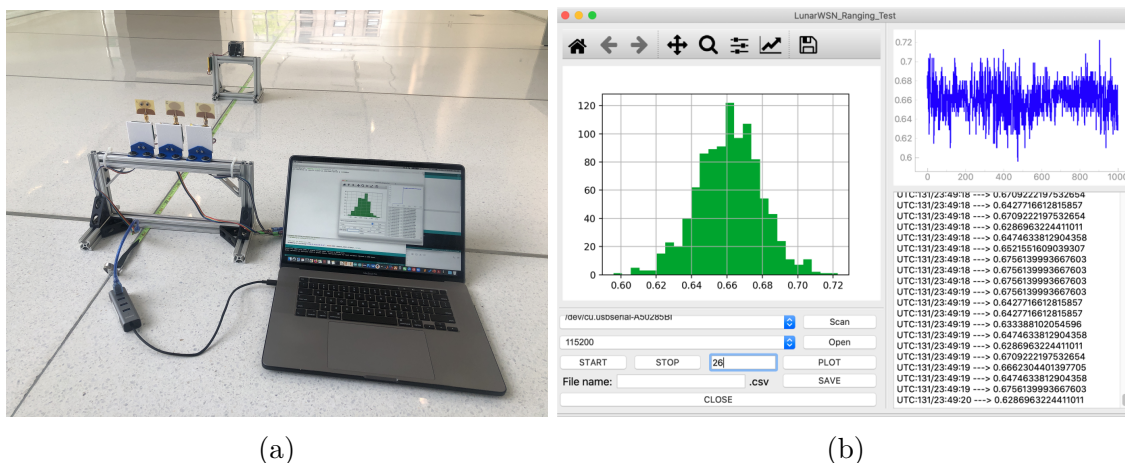 LunarWSN_Ranging_Test
120
100
80
60
40
20
0
0.60 0.62 0.64 0.66 0.68 0.70 0.72
0.72
0.7
0.68
0.66
0.64
0.62
0.6
0 200 400 600 800 1000
/dev/cu.usbserial-A50285BI
Scan
115200
Open
START STOP 26 PLOT
File name: .csv SAVE
CLOSE
UTC:131/23:49:18 ---> 0.6709222197532654
UTC:131/23:49:18 ---> 0.6427716612815857
UTC:131/23:49:18 ---> 0.6709222197532654
UTC:131/23:49:18 ---> 0.6286963224411011
UTC:131/23:49:18 ---> 0.6474633812904358
UTC:131/23:49:18 ---> 0.6521551609039307
UTC:131/23:49:18 ---> 0.6756139993667603
UTC:131/23:49:18 ---> 0.6756139993667603
UTC:131/23:49:18 ---> 0.6756139993667603
UTC:131/23:49:19 ---> 0.6756139993667603
UTC:131/23:49:19 ---> 0.6427716612815857
UTC:131/23:49:19 ---> 0.633388102054596
UTC:131/23:49:19 ---> 0.6474633812904358
UTC:131/23:49:19 ---> 0.6286963224411011
UTC:131/23:49:19 ---> 0.6709222197532654
UTC:131/23:49:19 ---> 0.6662304401397705
UTC:131/23:49:19 ---> 0.6474633812904358
UTC:131/23:49:19 ---> 0.6756139993667603
UTC:131/23:49:20 ---> 0.6286963224411011
(a)
(b)